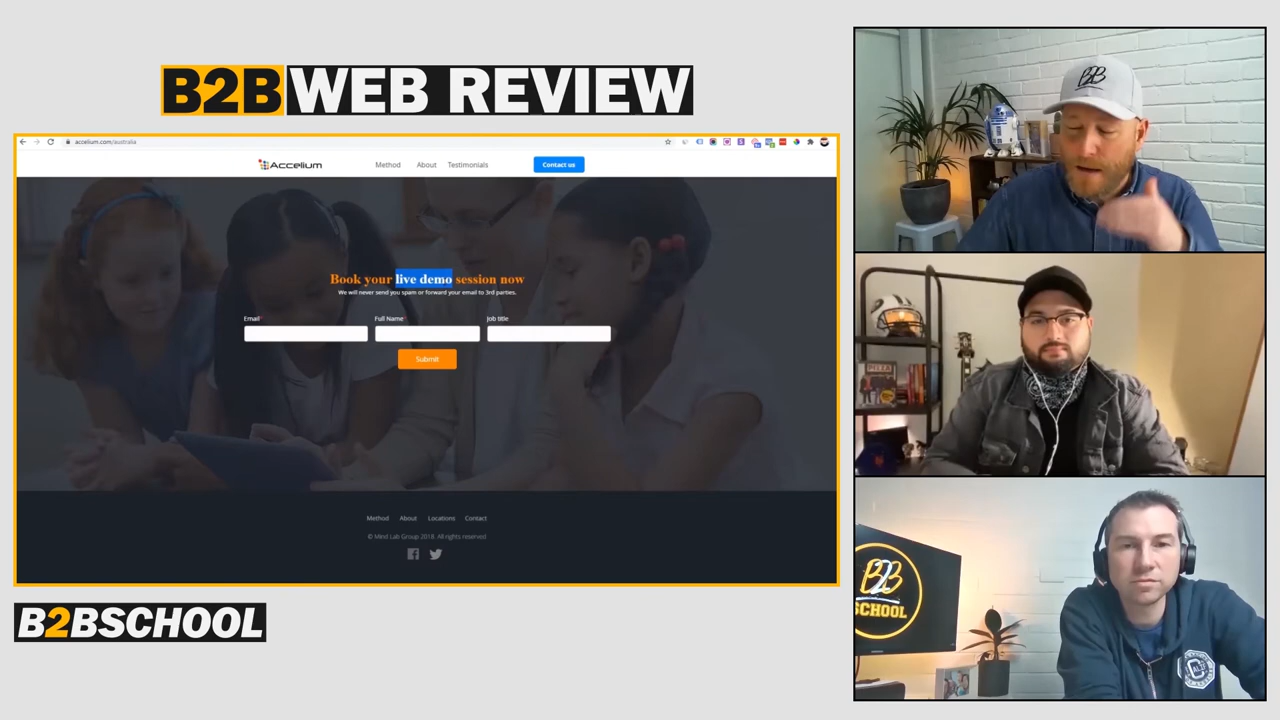 B2B WEB REVIEW
accelium.com/australia
Accelium
Method About Testimonials
Contact us
Book your live demo session now
We will never send you spam or forward your email to 3rd parties.
Email* Full Name* Job title
Submit
Method About Locations Contact
© Mind Lab Group 2018. All rights reserved.
B2BSCHOOL
B2B
PELÉ
B2B
SCHOOL